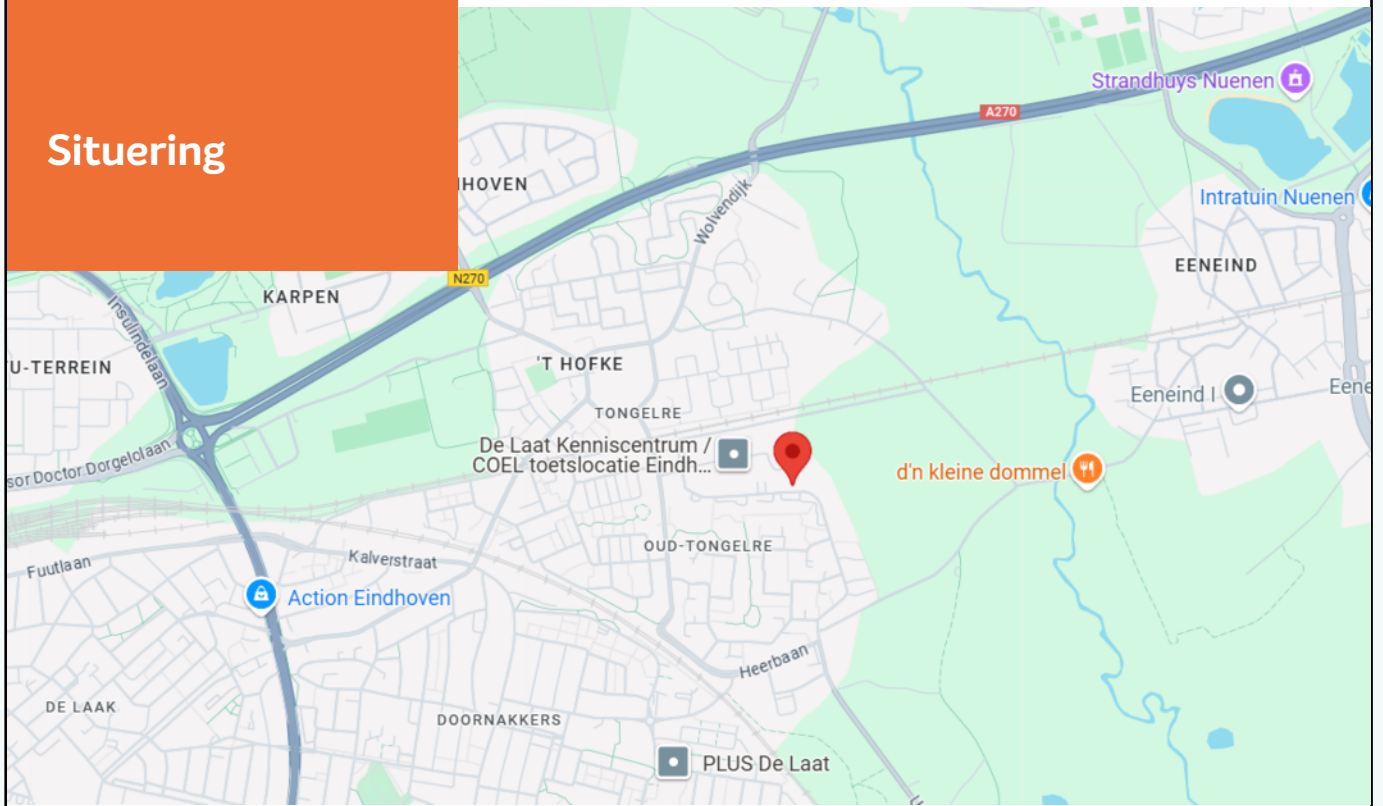 Situering
Strandhuys Nuenen
A270
HOVEN
Wolvendijk
Intratuin Nuenen
EENEIND
N270
KARPEN
Insulindelaan
U-TERREIN
'T HOFKE
Eeneind I
Eene
TONGELRE
De Laat Kenniscentrum /
COEL toetslocatie Eindh...
d'n kleine dommel
sor Doctor Dorgelolaan
OUD-TONGELRE
Kalverstraat
Fuutlaan
Action Eindhoven
Heerbaan
DE LAAK
DOORNAKKERS
PLUS De Laat